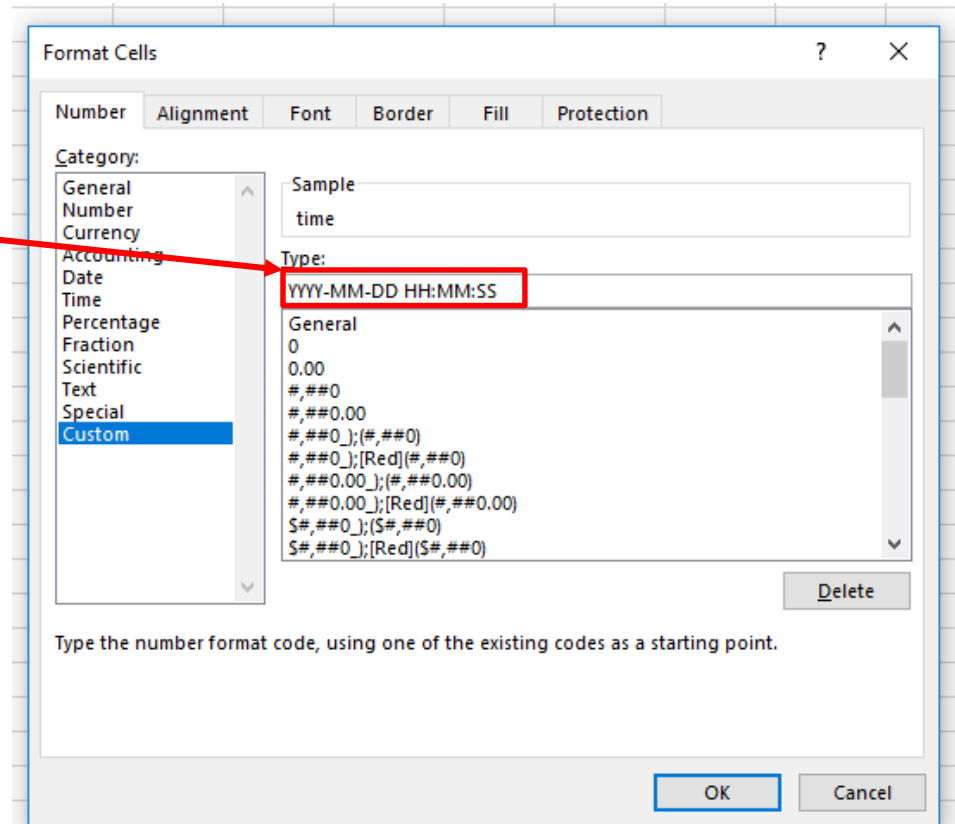 Format Cells ? ×
Number Alignment Font Border Fill Protection
Category:
General
Number
Currency
Accounting
Date
Time
Percentage
Fraction
Scientific
Text
Special
Custom
Sample
time
Type:
YYYY-MM-DD HH:MM:SS
General
0
0.00
#,##0
#,##0.00
#,##0_);(#,##0)
#,##0_);[Red](#,##0)
#,##0.00_);(#,##0.00)
#,##0.00_);[Red](#,##0.00)
$#,##0_);($#,##0)
$#,##0_);[Red]($#,##0)
Delete
Type the number format code, using one of the existing codes as a starting point.
OK Cancel